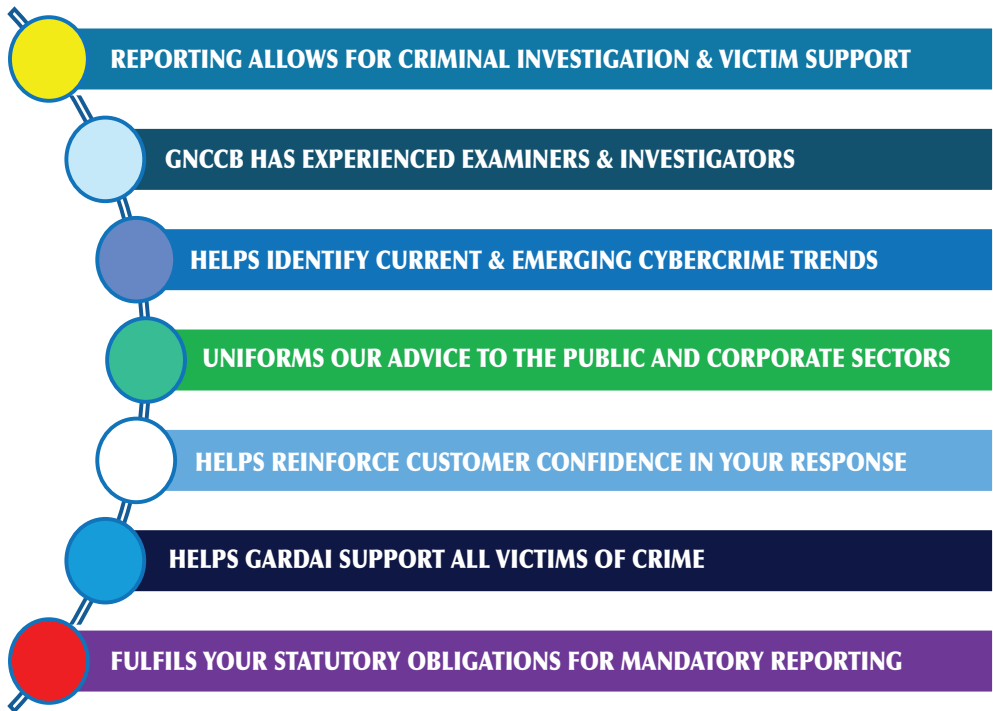 REPORTING ALLOWS FOR CRIMINAL INVESTIGATION & VICTIM SUPPORT
GNCCB HAS EXPERIENCED EXAMINERS & INVESTIGATORS
HELPS IDENTIFY CURRENT & EMERGING CYBERCRIME TRENDS
UNIFORMS OUR ADVICE TO THE PUBLIC AND CORPORATE SECTORS
HELPS REINFORCE CUSTOMER CONFIDENCE IN YOUR RESPONSE
HELPS GARDAI SUPPORT ALL VICTIMS OF CRIME
FULFILS YOUR STATUTORY OBLIGATIONS FOR MANDATORY REPORTING